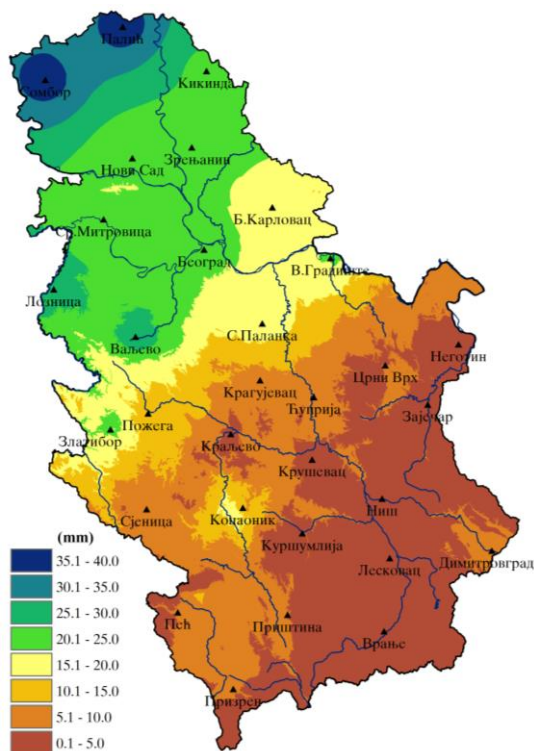 Палић
Сомбор
Кикинда
Нови Сад
Зрењанин
Б.Карловац
Ср.Митровица
Београд
В.Градиште
Лозница
Ваљево
С.Паланка
Неготин
Црни Врх
Крагујевац
Ћуприја
Зајечар
Пожега
Златибор
Краљево
Крушевац
Сјеница
Копаоник
Ниш
Куршумлија
Димитровград
Лесковац
Пећ
Приштина
Врање
Призрен
(mm)
35.1 - 40.0
30.1 - 35.0
25.1 - 30.0
20.1 - 25.0
15.1 - 20.0
10.1 - 15.0
5.1 - 10.0
0.1 - 5.0